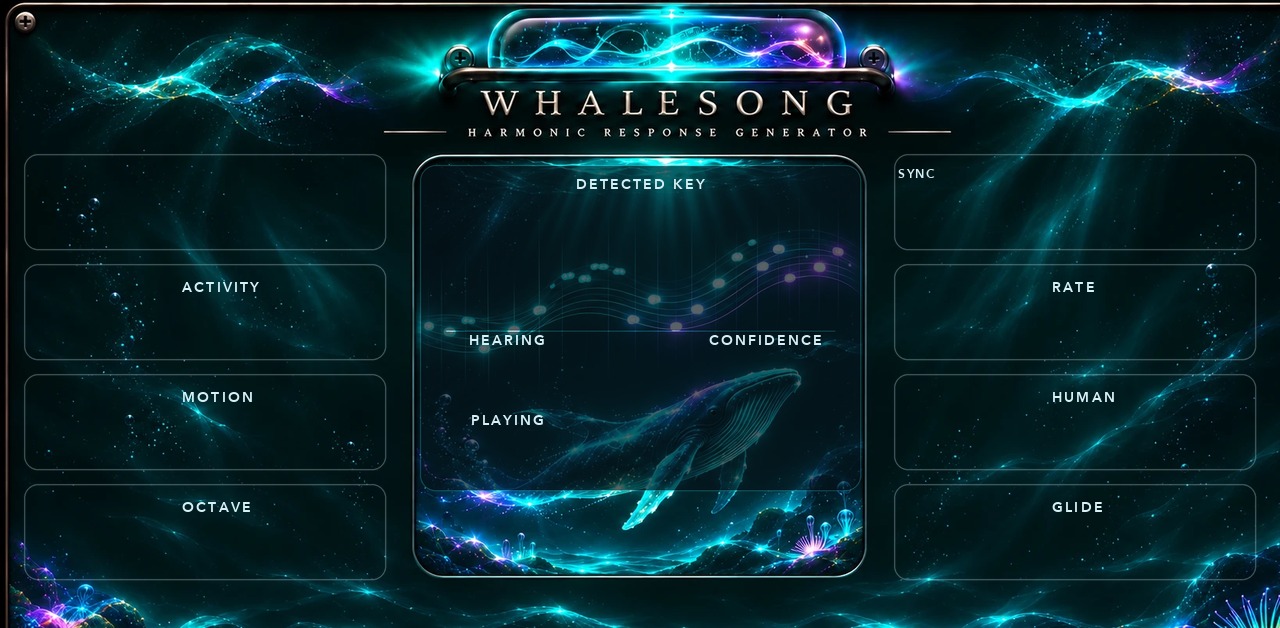 WHALESONG
HARMONIC RESPONSE GENERATOR
DETECTED KEY
SYNC
ACTIVITY
RATE
HEARING
CONFIDENCE
MOTION
HUMAN
PLAYING
OCTAVE
GLIDE